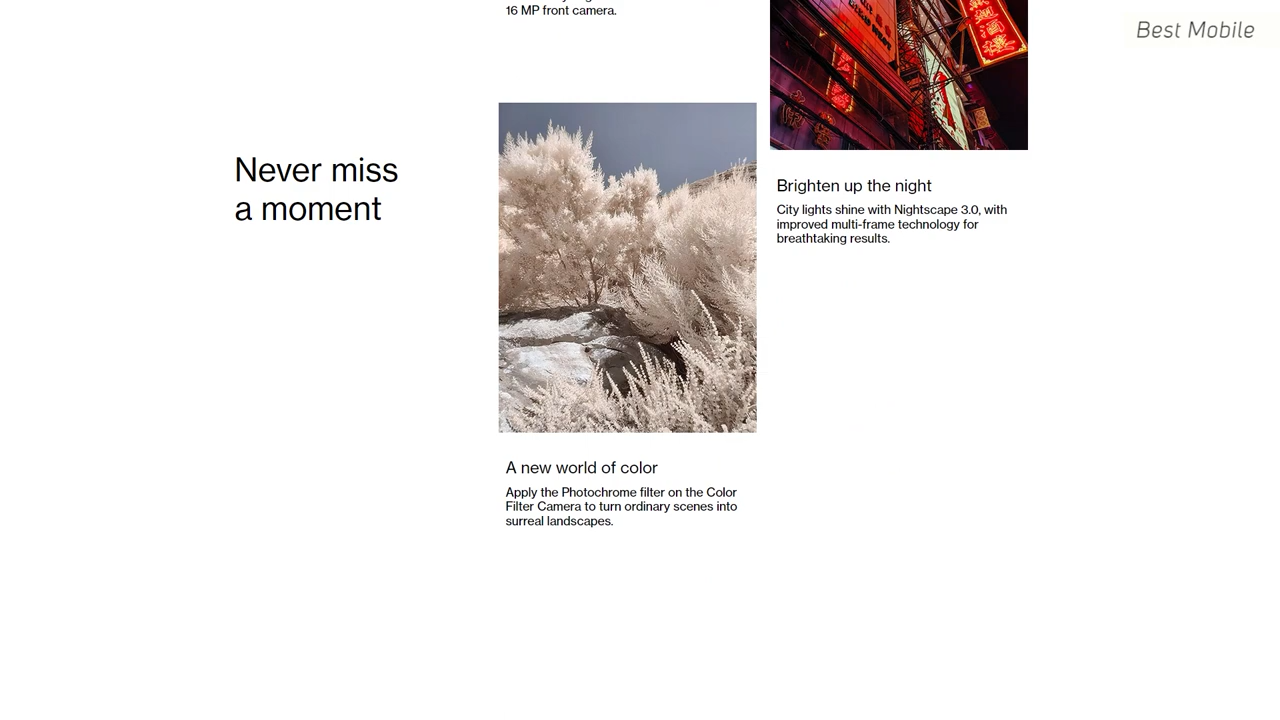 16 MP front camera.
Best Mobile
Never miss
a moment
Brighten up the night
City lights shine with Nightscape 3.0, with
improved multi-frame technology for
breathtaking results.
A new world of color
Apply the Photochrome filter on the Color
Filter Camera to turn ordinary scenes into
surreal landscapes.